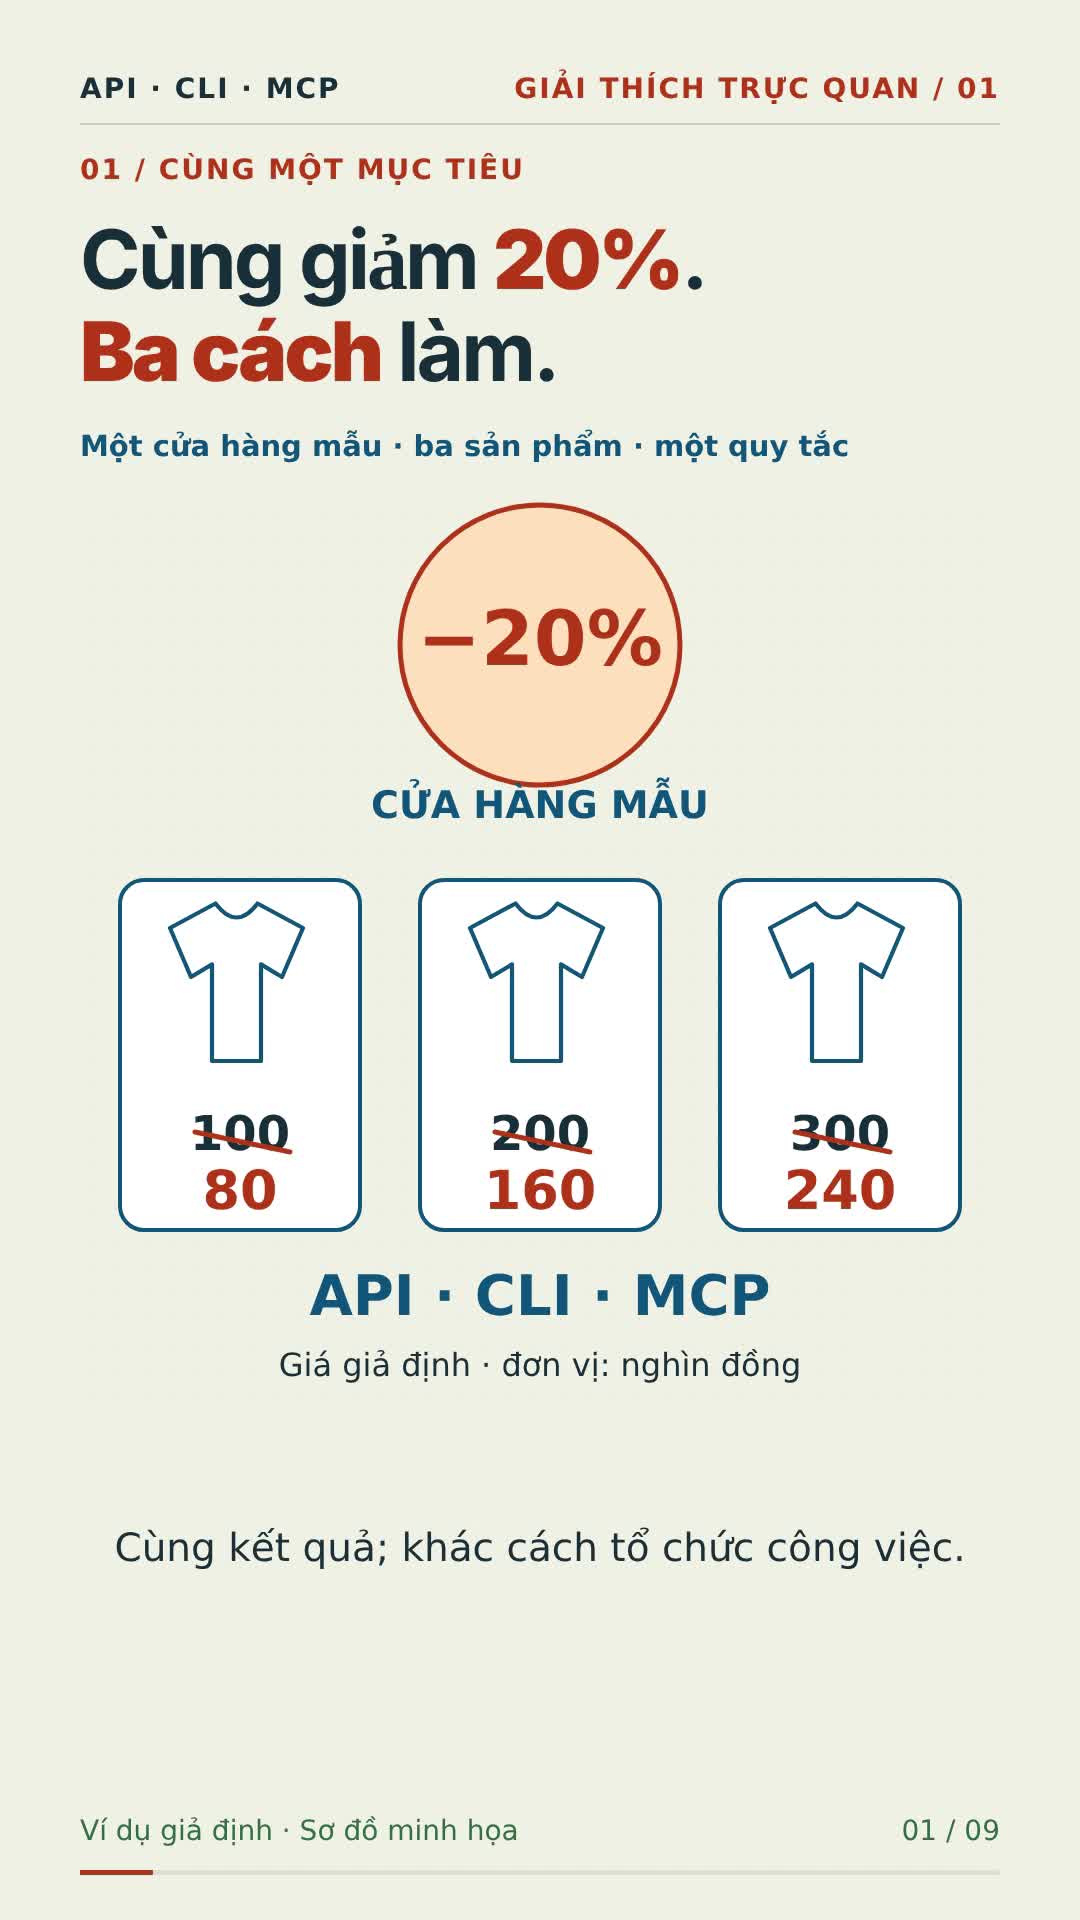 API · CLI · MCP
GIẢI THÍCH TRỰC QUAN / 01
01 / CÙNG MỘT MỤC TIÊU
Cùng giảm 20%.
Ba cách làm.
Một cửa hàng mẫu · ba sản phẩm · một quy tắc
−20%
CỬA HÀNG MẪU
100
80
200
160
300
240
API · CLI · MCP
Giá giả định · đơn vị: nghìn đồng
Cùng kết quả; khác cách tổ chức công việc.
Ví dụ giả định · Sơ đồ minh họa
01 / 09